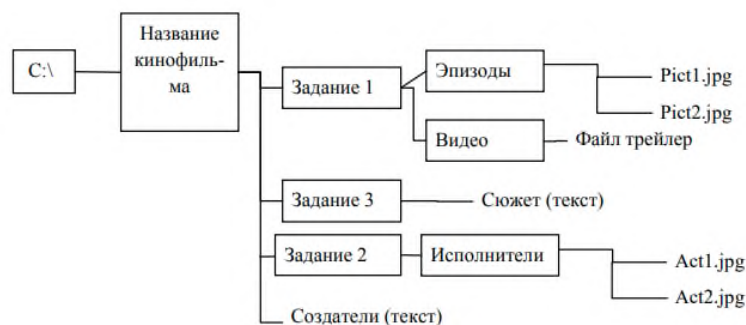 C:\
Название
кинофиль-
ма
Задание 1
Эпизоды
Pict1.jpg
Pict2.jpg
Видео
Файл трейлер
Задание 3
Сюжет (текст)
Задание 2
Исполнители
Act1.jpg
Act2.jpg
Создатели (текст)